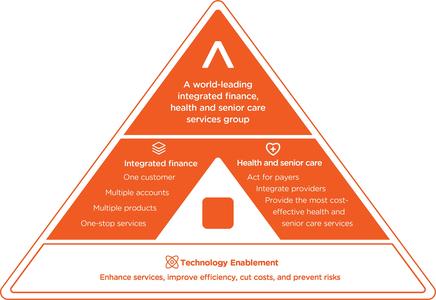 A world-leading
integrated finance,
health and senior care
services group
Integrated finance
One customer
Multiple accounts
Multiple products
One-stop services
Health and senior care
Act for payers
Integrate providers
Provide the most cost-
effective health and
senior care services
Technology Enablement
Enhance services, improve efficiency, cut costs, and prevent risks